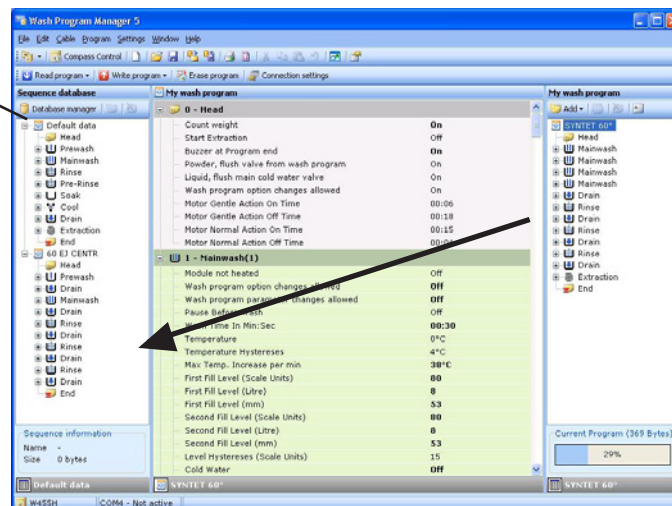 Wash Program Manager 5
File Edit Cable Program Settings Window Help
Compass Control
Read program Write program Erase program Connection settings
Sequence database
Database manager
Default data
Head
Prewash
Mainwash
Rinse
Pre-Rinse
Soak
Cool
Drain
Extraction
End
60 EJ CENTR
Head
Prewash
Drain
Mainwash
Drain
Rinse
Drain
Rinse
Drain
Rinse
Drain
End
Sequence information
Name -
Size 0 bytes
Default data
My wash program
0 - Head
Count weight On
Start Extraction Off
Buzzer at Program end On
Powder, flush valve from wash program On
Liquid, flush main cold water valve On
Wash program option changes allowed On
Motor Gentle Action On Time 00:06
Motor Gentle Action Off Time 00:18
Motor Normal Action On Time 00:15
Motor Normal Action Off Time
1 - Mainwash(1)
Module not heated Off
Wash program option changes allowed Off
Wash program parameter changes allowed Off
Pause Before Wash Off
Wash Time In Min:Sec 00:30
Temperature 0°C
Temperature Hystereses 4°C
Max Temp. Increase per min 38°C
First Fill Level (Scale Units) 80
First Fill Level (Litre) 8
First Fill Level (mm) 53
Second Fill Level (Scale Units) 80
Second Fill Level (Litre) 8
Second Fill Level (mm) 53
Level Hystereses (Scale Units) 15
Cold Water Off
SYNTET 60°
My wash program
Add
SYNTET 60°
Head
Mainwash
Mainwash
Mainwash
Mainwash
Drain
Rinse
Drain
Rinse
Drain
Rinse
Drain
Extraction
End
Current Program (369 Bytes)
29%
SYNTET 60°
W4SSH COM4 - Not active